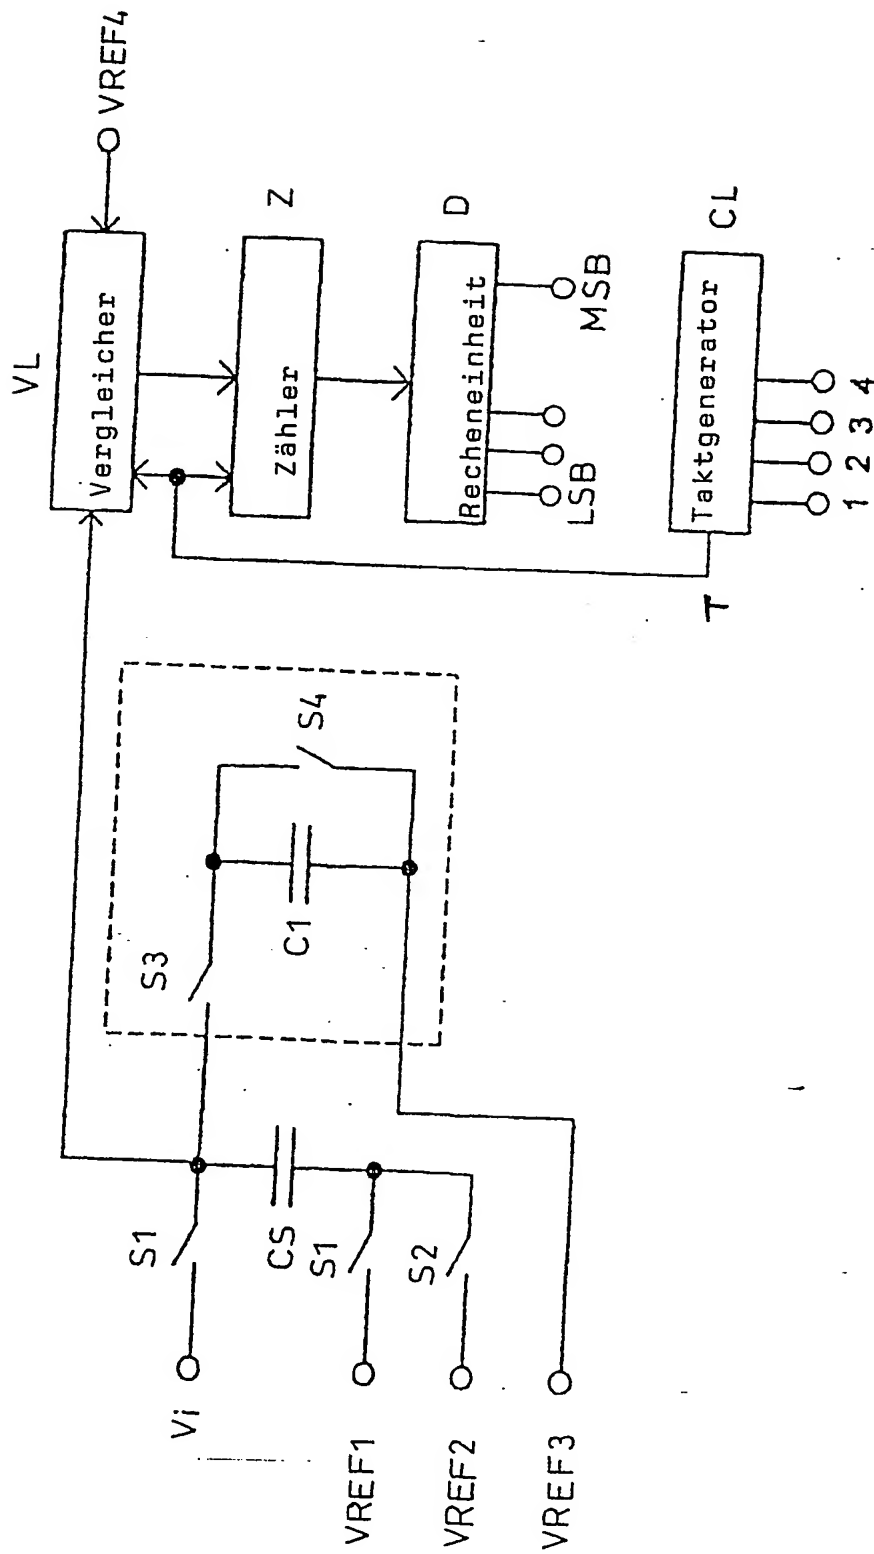 VL
Vergleicher
VREF4
Zähler
Z
Recheneinheit
D
LSB
MSB
Taktgenerator
CL
T
1 2 3 4
S3
C1
S4
Vi
S1
CS
VREF1
S1
VREF2
S2
VREF3